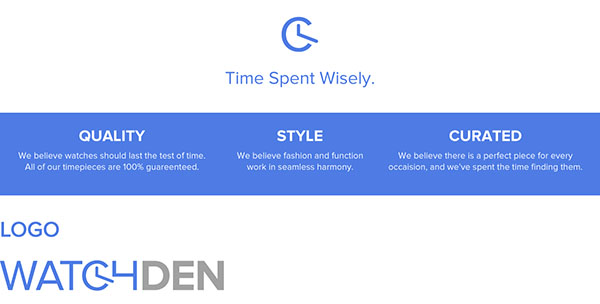 Time Spent Wisely.
QUALITY
We believe watches should last the test of time.
All of our timepieces are 100% guareenteed.
STYLE
We believe fashion and function
work in seamless harmony.
CURATED
We believe there is a perfect piece for every
occaision, and we've spent the time finding them.
LOGO
WATCHDEN